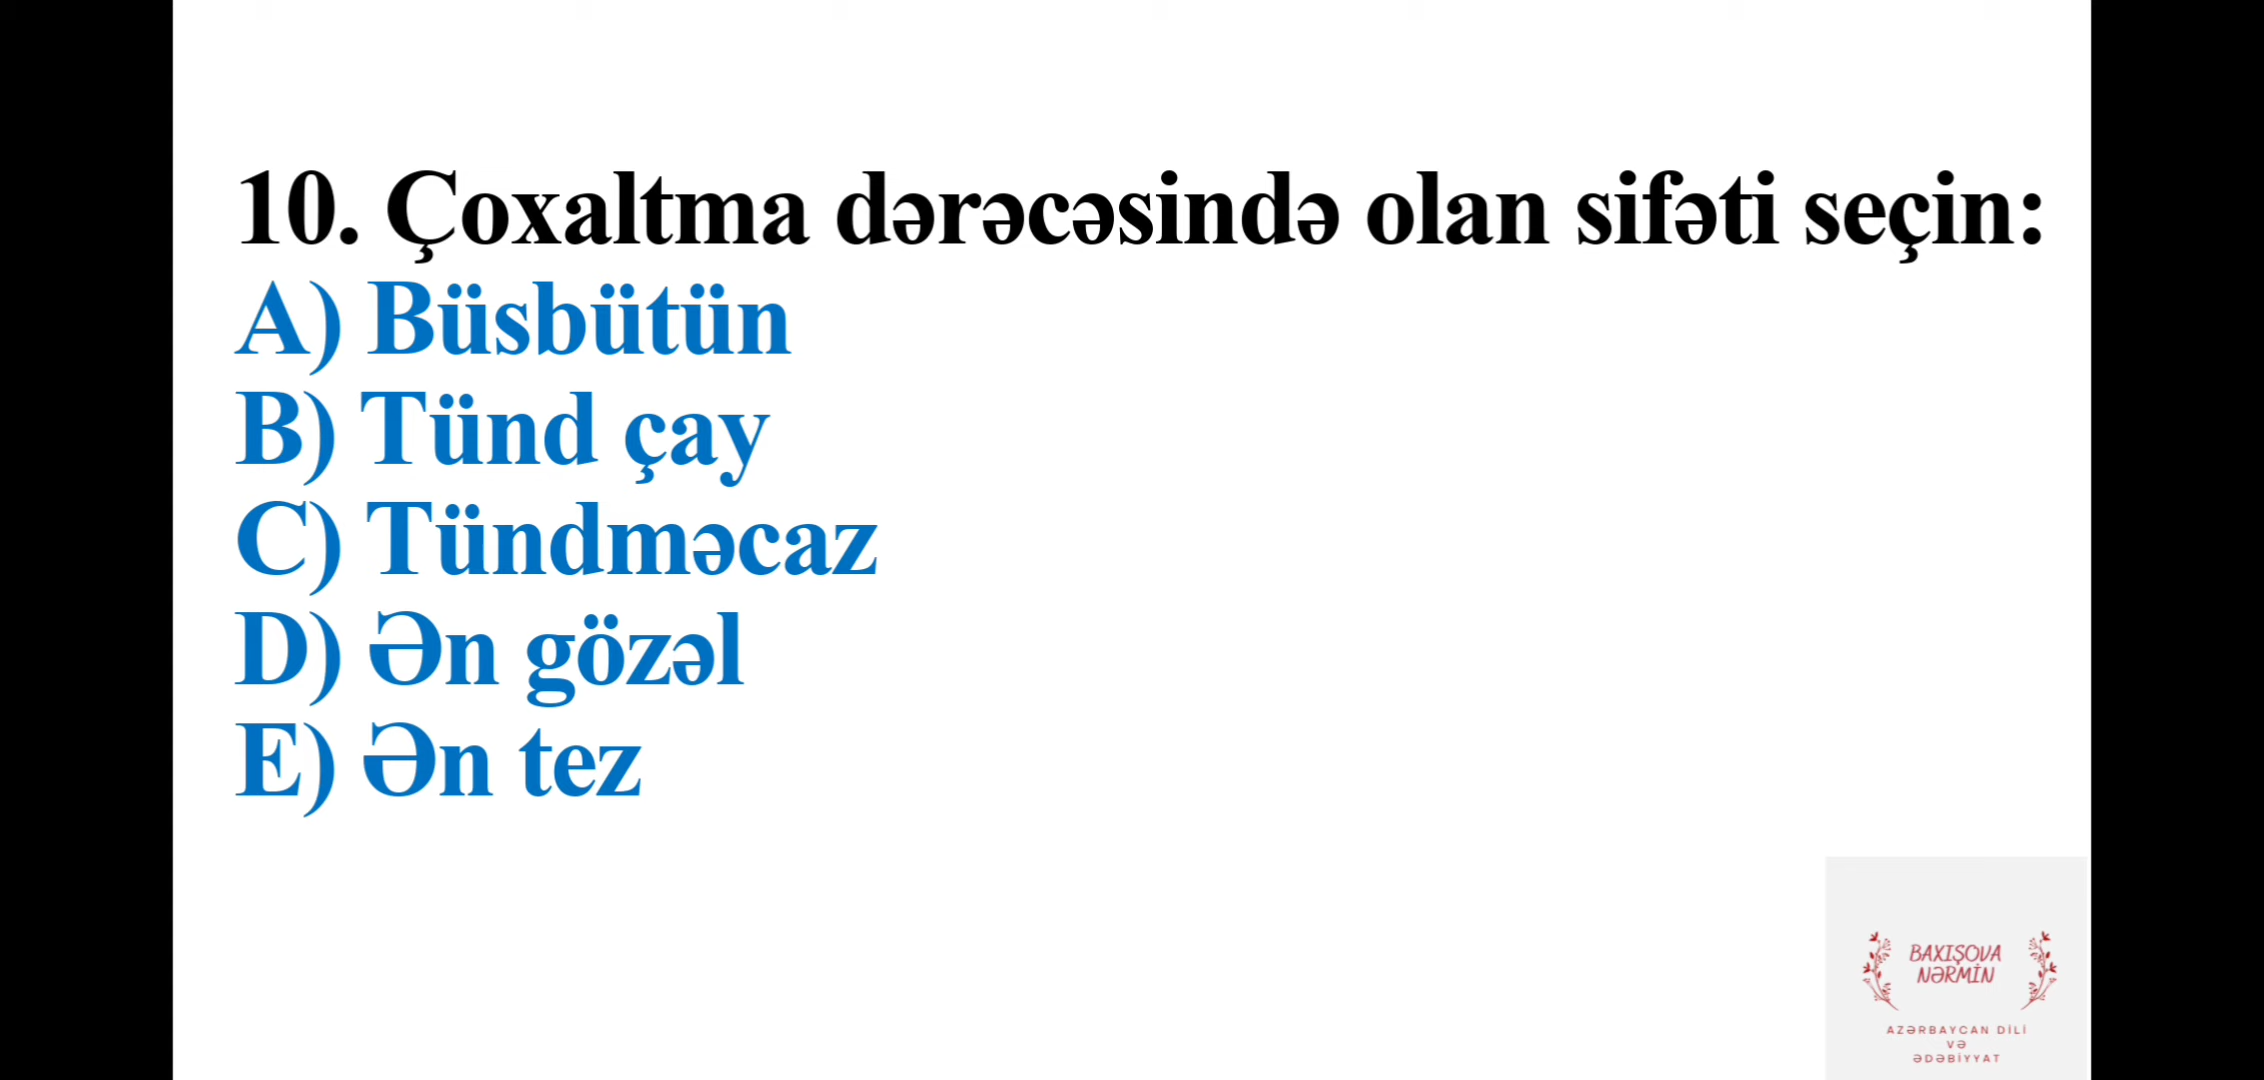 10. Çoxaltma dərəcəsində olan sifəti seçin:
A) Büsbütün
B) Tünd çay
C) Tündməcaz
D) Ən gözəl
E) Ən tez
BAXIŞOVA
NƏRMİN
AZƏRBAYCAN DİLİ
VƏ
ƏDƏBİYYAT